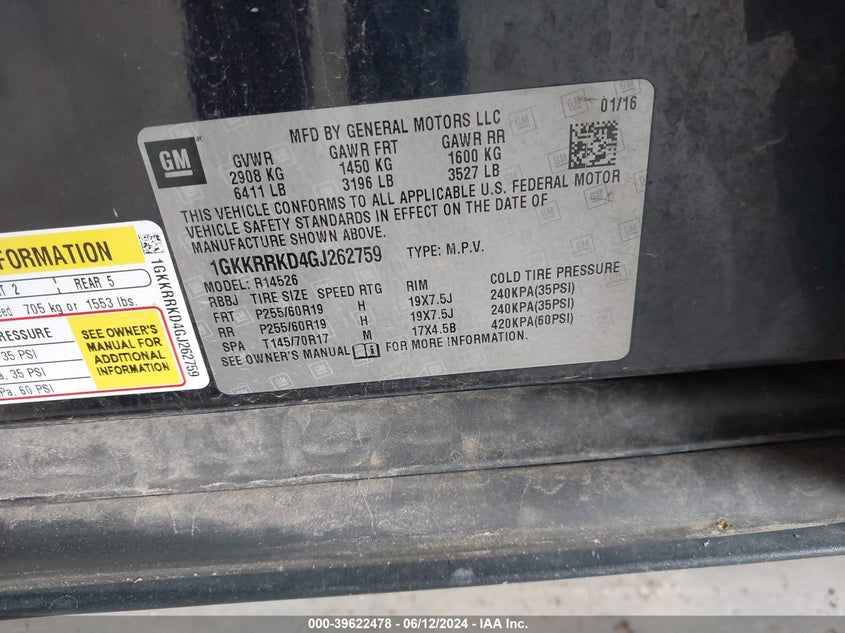 MFD BY GENERAL MOTORS LLC
01/16
GM
GVWR GAWR FRT GAWR RR
2908 KG 1450 KG 1600 KG
6411 LB 3196 LB 3527 LB
THIS VEHICLE CONFORMS TO ALL APPLICABLE U.S. FEDERAL MOTOR
VEHICLE SAFETY STANDARDS IN EFFECT ON THE DATE OF
MANUFACTURE SHOWN ABOVE.
1GKKRRKD4GJ262759 TYPE: M.P.V.
MODEL: R14526
RBBJ TIRE SIZE SPEED RTG RIM COLD TIRE PRESSURE
FRT P255/60R19 H 19X7.5J 240KPA(35PSI)
RR P255/60R19 H 19X7.5J 240KPA(35PSI)
SPA T145/70R17 M 17X4.5B 420KPA(60PSI)
SEE OWNER'S MANUAL FOR MORE INFORMATION.
FORMATION
2 REAR 5
705 kg or 1553 lbs.
PRESSURE
35 PSI
a. 35 PSI
Pa. 60 PSI
SEE OWNER'S
MANUAL FOR
ADDITIONAL
INFORMATION
1GKKRRKD4GJ262759
000-39622478 - 06/12/2024 - IAA Inc.